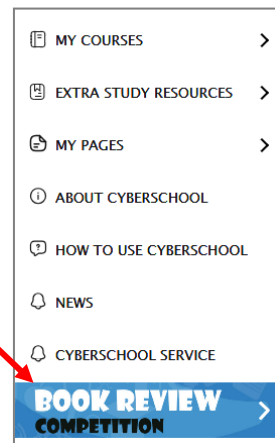 MY COURSES
EXTRA STUDY RESOURCES
MY PAGES
ABOUT CYBERSCHOOL
HOW TO USE CYBERSCHOOL
NEWS
CYBERSCHOOL SERVICE
BOOK REVIEW
COMPETITION